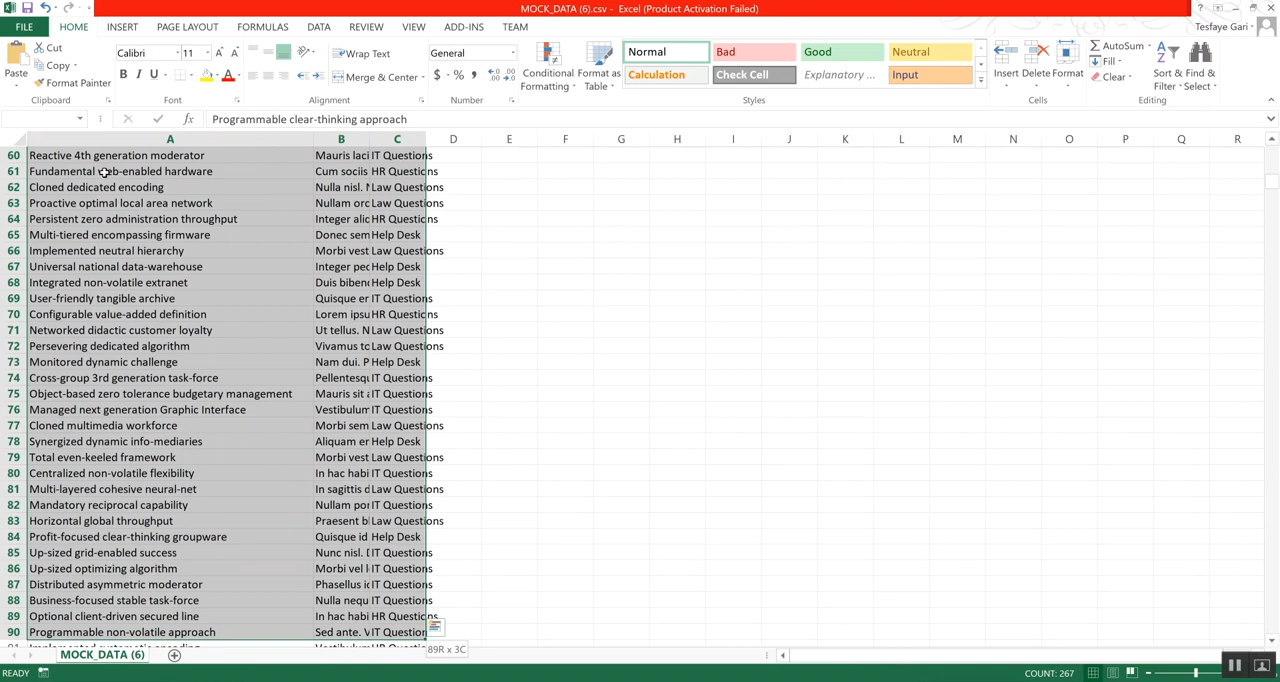 MOCK_DATA (6).csv - Excel (Product Activation Failed)
FILE HOME INSERT PAGE LAYOUT FORMULAS DATA REVIEW VIEW ADD-INS TEAM Tesfaye Gari
Paste Cut Copy Format Painter
Calibri 11 A A B I U A
Wrap Text
Merge & Center
General
$ % ,
Conditional Formatting Format as Table
Normal Bad Good Neutral
Calculation Check Cell Explanatory ... Input
Insert Delete Format
AutoSum Fill Clear
Sort & Filter Find & Select
Clipboard Font Alignment Number Styles Cells Editing
fx Programmable clear-thinking approach
A B C D E F G H I J K L M N O P Q R
60 Reactive 4th generation moderator Mauris laci IT Questions
61 Fundamental web-enabled hardware Cum sociis HR Questions
62 Cloned dedicated encoding Nulla nisl. Law Questions
63 Proactive optimal local area network Nullam orc Law Questions
64 Persistent zero administration throughput Integer alic HR Questions
65 Multi-tiered encompassing firmware Donec sem Help Desk
66 Implemented neutral hierarchy Morbi vest Law Questions
67 Universal national data-warehouse Integer pec Help Desk
68 Integrated non-volatile extranet Duis bibenc Help Desk
69 User-friendly tangible archive Quisque er IT Questions
70 Configurable value-added definition Lorem ipsu HR Questions
71 Networked didactic customer loyalty Ut tellus. N Law Questions
72 Persevering dedicated algorithm Vivamus to Law Questions
73 Monitored dynamic challenge Nam dui. P Help Desk
74 Cross-group 3rd generation task-force Pellentesqu IT Questions
75 Object-based zero tolerance budgetary management Mauris sit a IT Questions
76 Managed next generation Graphic Interface Vestibulum IT Questions
77 Cloned multimedia workforce Morbi sem Law Questions
78 Synergized dynamic info-mediaries Aliquam er Help Desk
79 Total even-keeled framework Morbi vest Law Questions
80 Centralized non-volatile flexibility In hac habi IT Questions
81 Multi-layered cohesive neural-net In sagittis d Law Questions
82 Mandatory reciprocal capability Nullam por IT Questions
83 Horizontal global throughput Praesent b Law Questions
84 Profit-focused clear-thinking groupware Quisque id Help Desk
85 Up-sized grid-enabled success Nunc nisl. IT Questions
86 Up-sized optimizing algorithm Morbi vel l IT Questions
87 Distributed asymmetric moderator Phasellus i IT Questions
88 Business-focused stable task-force Nulla nequ IT Questions
89 Optional client-driven secured line In hac habi HR Questions
90 Programmable non-volatile approach Sed ante. V IT Question
89R x 3C
MOCK_DATA (6)
READY COUNT: 267